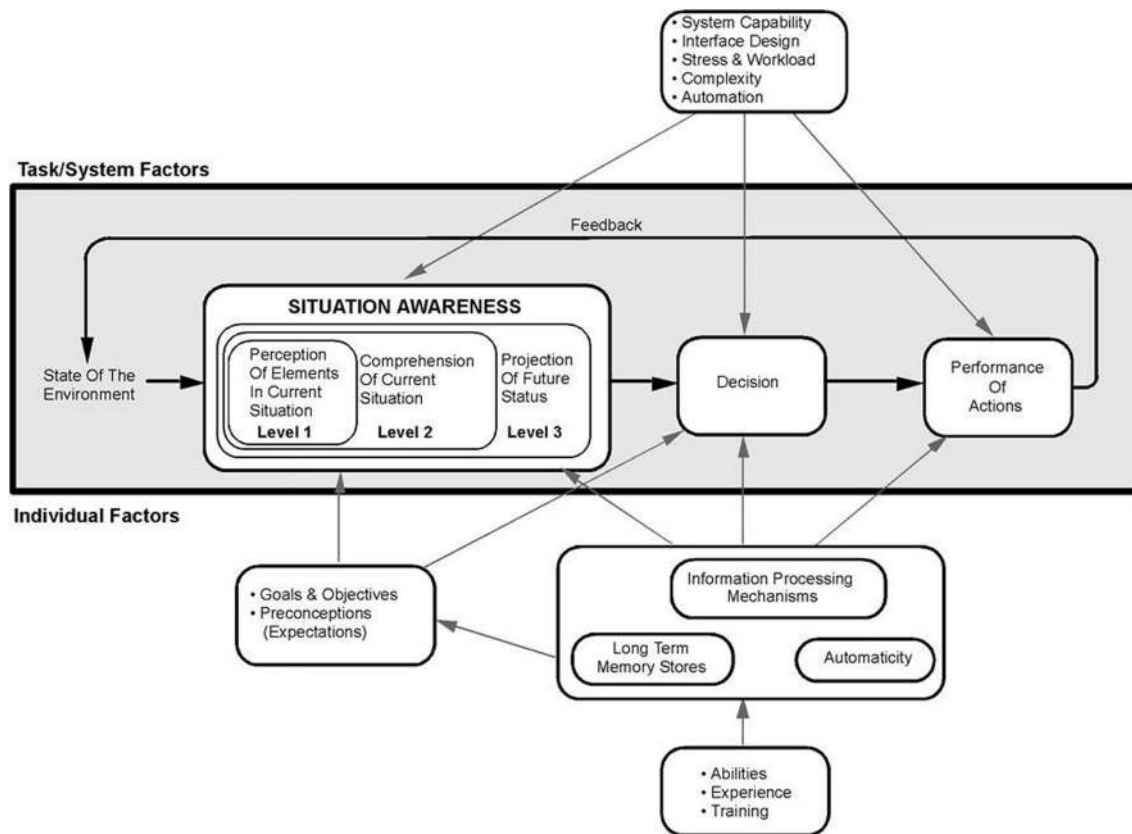 • System Capability
• Interface Design
• Stress & Workload
• Complexity
• Automation
Task/System Factors
Feedback
SITUATION AWARENESS
Perception
Of Elements
In Current
Situation
Level 1
Comprehension
Of Current
Situation
Level 2
Projection
Of Future
Status
Level 3
State Of The
Environment
Decision
Performance
Of
Actions
Individual Factors
• Goals & Objectives
• Preconceptions
(Expectations)
Information Processing
Mechanisms
Long Term
Memory Stores
Automaticity
• Abilities
• Experience
• Training